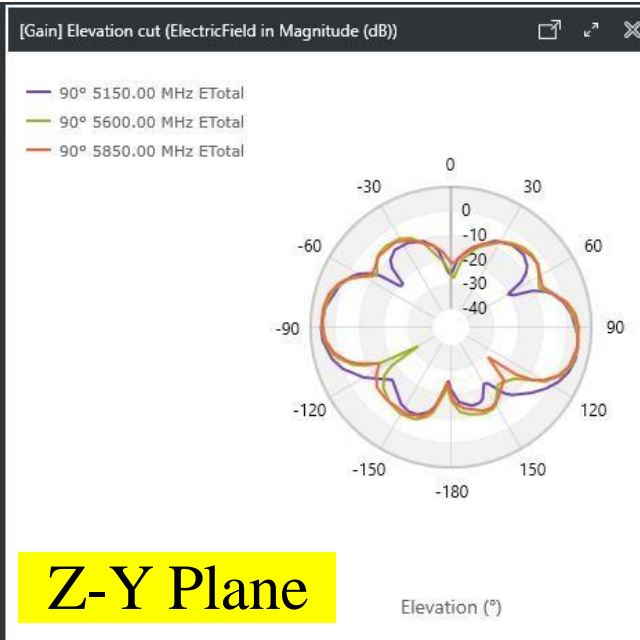 [Gain] Elevation cut (ElectricField in Magnitude (dB))
90° 5150.00 MHz ETotal
90° 5600.00 MHz ETotal
90° 5850.00 MHz ETotal
0
-30
30
0
-10
-60
60
-20
-30
-40
-90
90
-120
120
-150
150
-180
Z-Y Plane
Elevation (°)